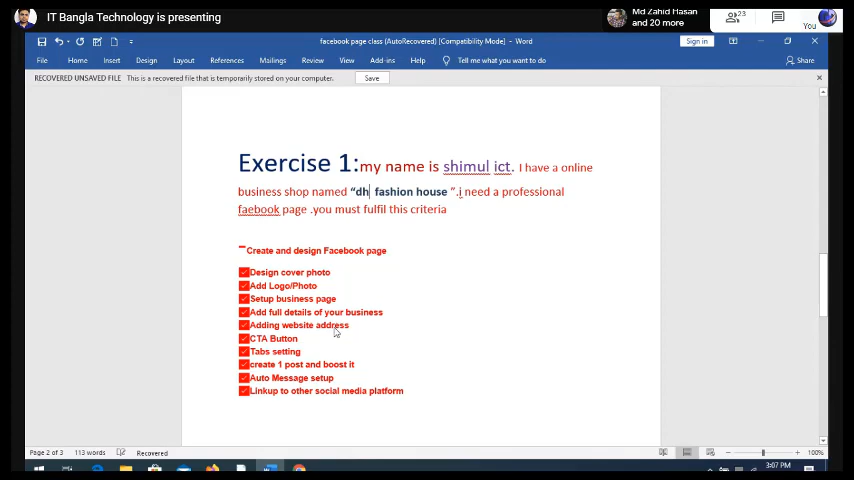 IT Bangla Technology is presenting
Md Zahid Hasan
and 20 more
23
You
facebook page class (AutoRecovered) [Compatibility Mode] - Word
Sign in
File Home Insert Design Layout References Mailings Review View Add-ins Help Tell me what you want to do
Share
RECOVERED UNSAVED FILE This is a recovered file that is temporarily stored on your computer. Save
Exercise 1:my name is shimul ict. I have a online
business shop named “dh fashion house ”.i need a professional
faebook page .you must fulfil this criteria
Create and design Facebook page
Design cover photo
Add Logo/Photo
Setup business page
Add full details of your business
Adding website address
CTA Button
Tabs setting
create 1 post and boost it
Auto Message setup
Linkup to other social media platform
Page 2 of 3 113 words Recovered
100%
3:07 PM